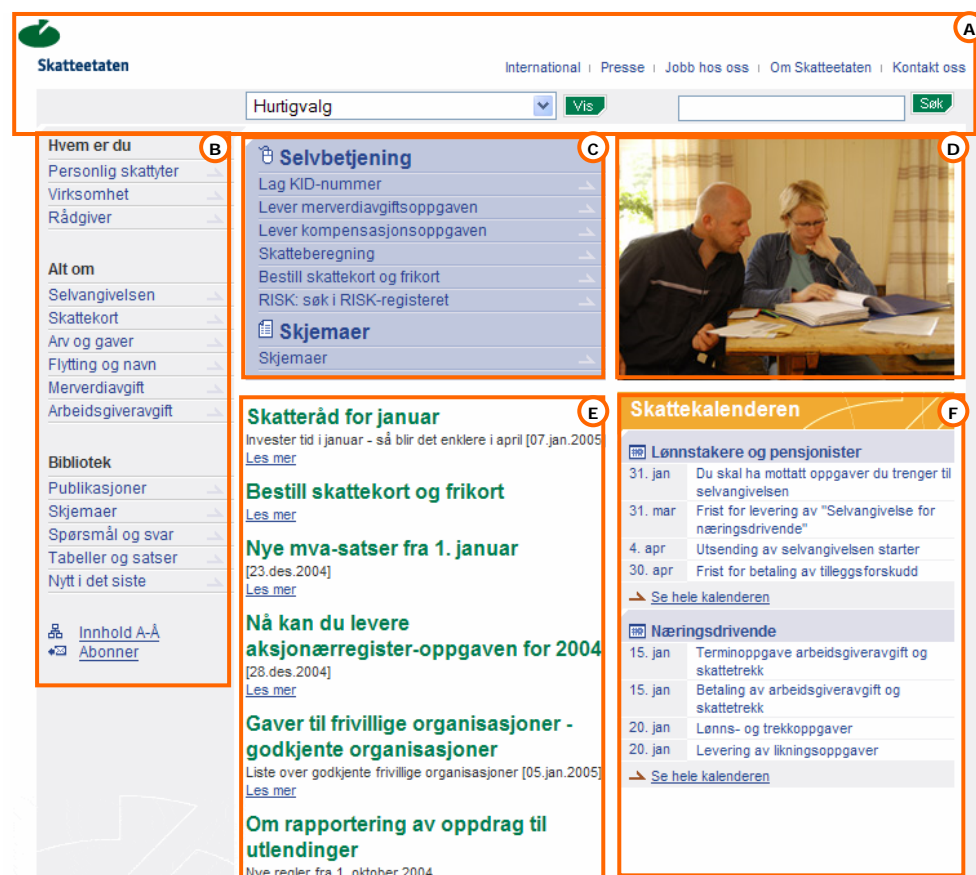 A
Skatteetaten
International | Presse | Jobb hos oss | Om Skatteetaten | Kontakt oss
Hurtigvalg
Vis
Søk
B
Hvem er du
Personlig skattyter
Virksomhet
Rådgiver
Alt om
Selvangivelsen
Skattekort
Arv og gaver
Flytting og navn
Merverdiavgift
Arbeidsgiveravgift
Bibliotek
Publikasjoner
Skjemaer
Spørsmål og svar
Tabeller og satser
Nytt i det siste
Innhold A-Å
Abonner
C
Selvbetjening
Lag KID-nummer
Lever merverdiavgiftsoppgaven
Lever kompensasjonsoppgaven
Skatteberegning
Bestill skattekort og frikort
RISK: søk i RISK-registeret
Skjemaer
Skjemaer
D
E
Skatteråd for januar
Invester tid i januar - så blir det enklere i april [07.jan.2005
Les mer
Bestill skattekort og frikort
Les mer
Nye mva-satser fra 1. januar
[23.des.2004]
Les mer
Nå kan du levere
aksjonærregister-oppgaven for 2004
[28.des.2004]
Les mer
Gaver til frivillige organisasjoner -
godkjente organisasjoner
Liste over godkjente frivillige organisasjoner [05.jan.2005]
Les mer
Om rapportering av oppdrag til
utlendinger
Nye regler fra 1. oktober 2004
F
Skattekalenderen
Lønnstakere og pensjonister
31. jan Du skal ha mottatt oppgaver du trenger til
selvangivelsen
31. mar Frist for levering av "Selvangivelse for
næringsdrivende"
4. apr Utsending av selvangivelsen starter
30. apr Frist for betaling av tilleggsforskudd
Se hele kalenderen
Næringsdrivende
15. jan Terminoppgave arbeidsgiveravgift og
skattetrekk
15. jan Betaling av arbeidsgiveravgift og
skattetrekk
20. jan Lønns- og trekkoppgaver
20. jan Levering av likningsoppgaver
Se hele kalenderen